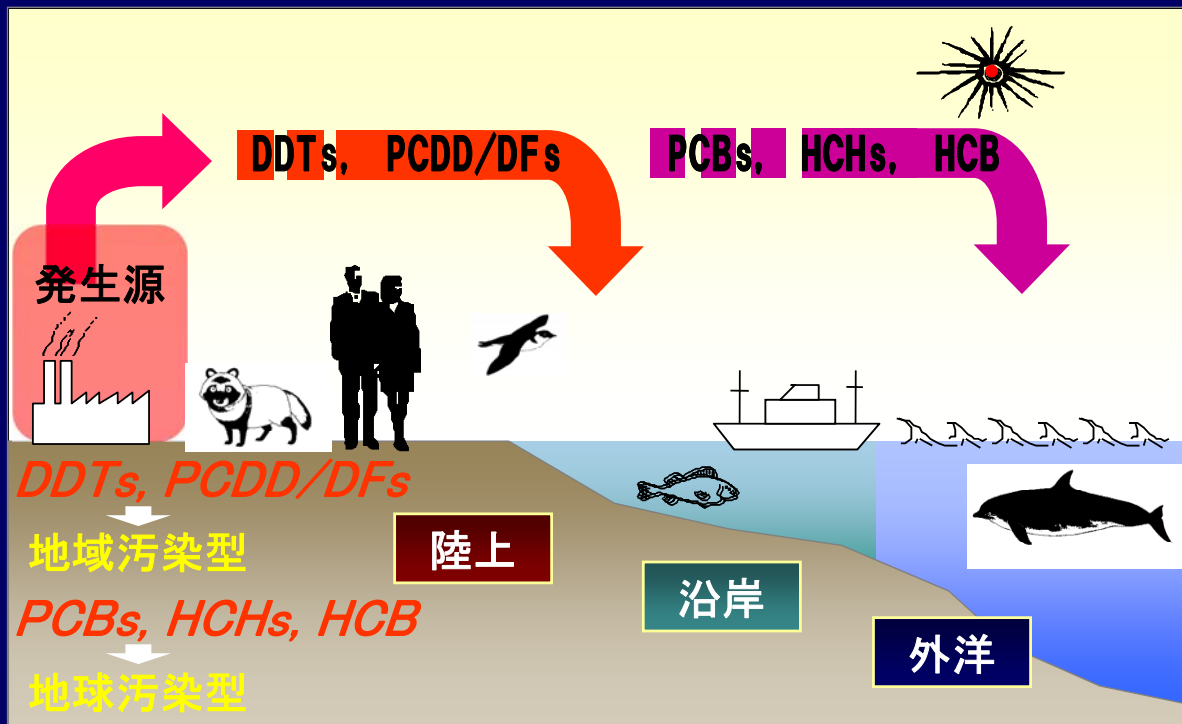 DDTs, PCDD/DFs
PCBs, HCHs, HCB
発生源
DDTs, PCDD/DFs
地域汚染型
PCBs, HCHs, HCB
地球汚染型
陸上
沿岸
外洋